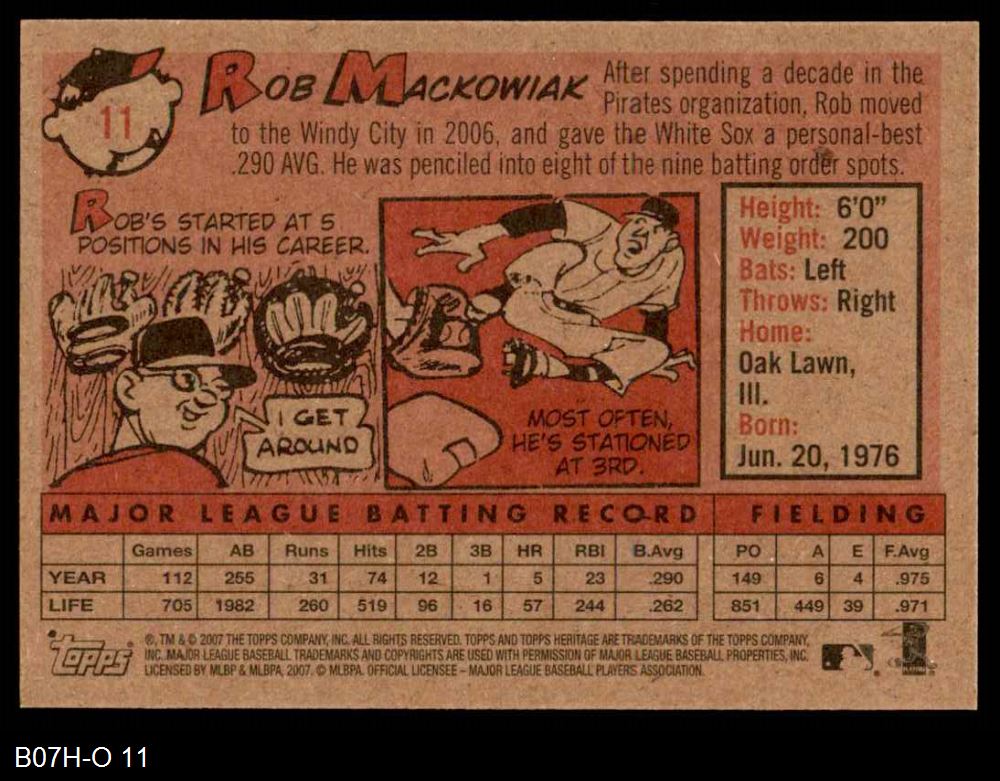 11
ROB MACKOWIAK
After spending a decade in the
Pirates organization, Rob moved
to the Windy City in 2006, and gave the White Sox a personal-best
.290 AVG. He was penciled into eight of the nine batting order spots.
ROB'S STARTED AT 5
POSITIONS IN HIS CAREER.
I GET
AROUND
MOST OFTEN,
HE'S STATIONED
AT 3RD.
Height: 6'0"
Weight: 200
Bats: Left
Throws: Right
Home:
Oak Lawn,
Ill.
Born:
Jun. 20, 1976
MAJOR LEAGUE BATTING RECORD FIELDING
Games AB Runs Hits 2B 3B HR RBI B.Avg PO A E F.Avg
YEAR 112 255 31 74 12 1 5 23 .290 149 6 4 .975
LIFE 705 1982 260 519 96 16 57 244 .262 851 449 39 .971
Topps
®, TM & © 2007 THE TOPPS COMPANY, INC. ALL RIGHTS RESERVED. TOPPS AND TOPPS HERITAGE ARE TRADEMARKS OF THE TOPPS COMPANY,
INC. MAJOR LEAGUE BASEBALL TRADEMARKS AND COPYRIGHTS ARE USED WITH PERMISSION OF MAJOR LEAGUE BASEBALL PROPERTIES, INC.
LICENSED BY MLBP & MLBPA, 2007. © MLBPA. OFFICIAL LICENSEE – MAJOR LEAGUE BASEBALL PLAYERS ASSOCIATION.
B07H-O 11